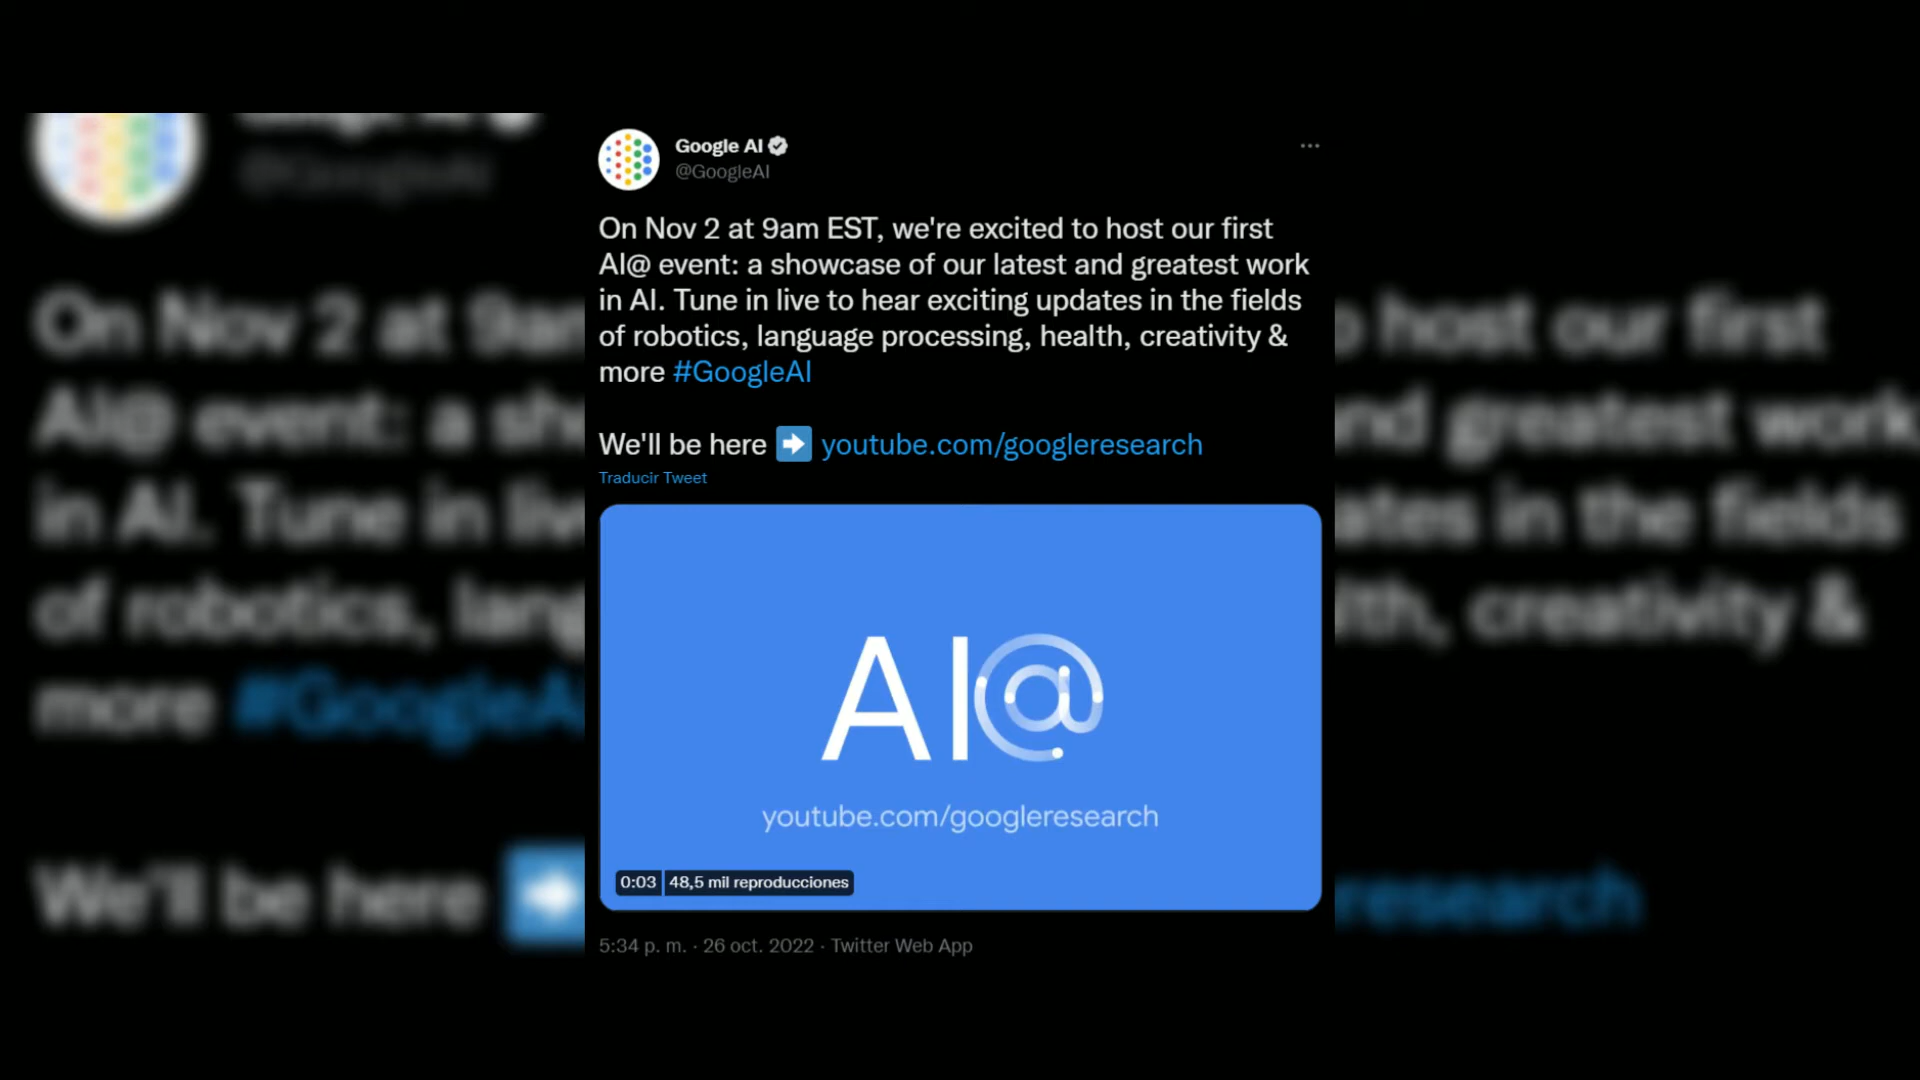 Google AI
@GoogleAI
On Nov 2 at 9am EST, we're excited to host our first
AI@ event: a showcase of our latest and greatest work
in AI. Tune in live to hear exciting updates in the fields
of robotics, language processing, health, creativity &
more #GoogleAI
We'll be here ➡️ youtube.com/googleresearch
Traducir Tweet
AI@
youtube.com/googleresearch
0:03 48,5 mil reproducciones
5:34 p. m. · 26 oct. 2022 · Twitter Web App